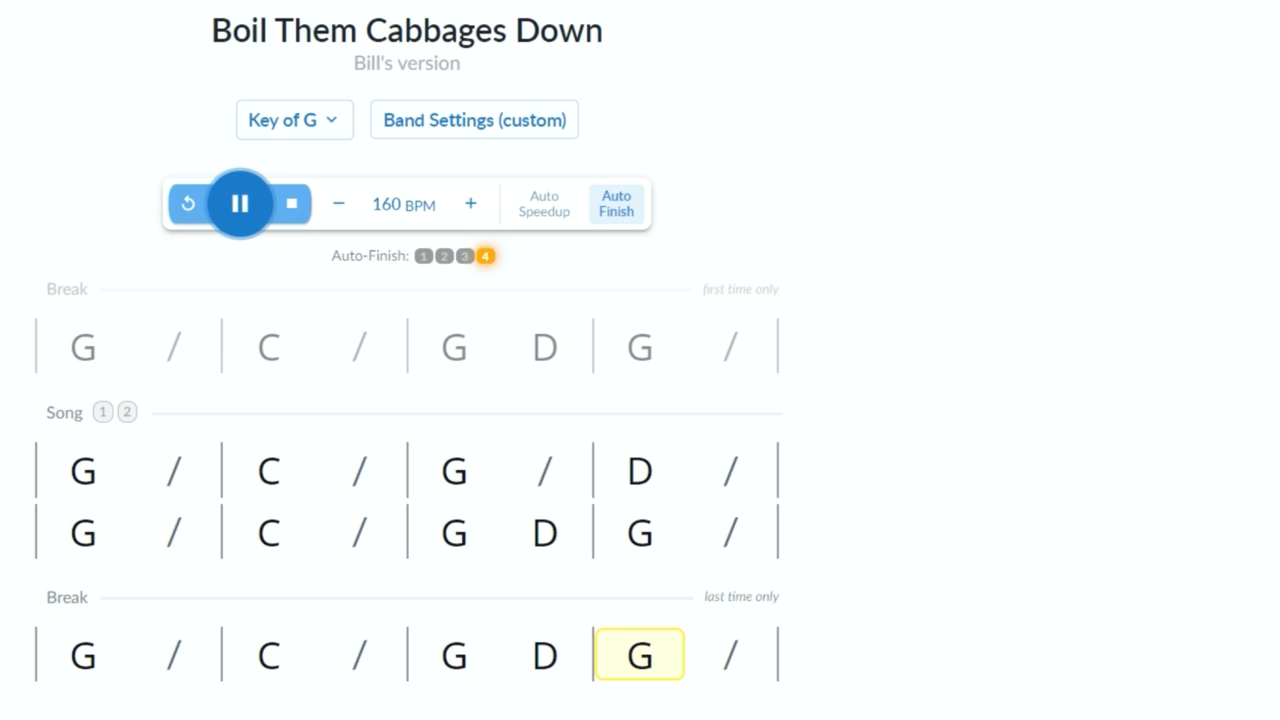 Boil Them Cabbages Down
Bill's version
Key of G Band Settings (custom)
− 160 BPM + Auto Speedup Auto Finish
Auto-Finish: 1 2 3 4
Break first time only
G / C / G D G /
Song 1 2
G / C / G / D /
G / C / G D G /
Break last time only
G / C / G D G /